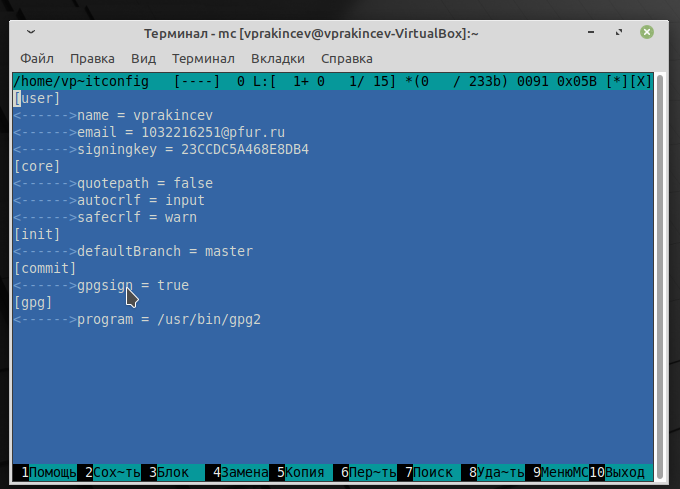 Терминал - mc [vprakincev@vprakincev-VirtualBox]:~
Файл Правка Вид Терминал Вкладки Справка
/home/vp~itconfig [----] 0 L:[ 1+ 0 1/ 15] *(0 / 233b) 0091 0x05B [*][X]
[user]
<------>name = vprakincev
<------>email = 1032216251@pfur.ru
<------>signingkey = 23CCDC5A468E8DB4
[core]
<------>quotepath = false
<------>autocrlf = input
<------>safecrlf = warn
[init]
<------>defaultBranch = master
[commit]
<------>gpgsign = true
[gpg]
<------>program = /usr/bin/gpg2
1Помощь 2Сох~ть 3Блок 4Замена 5Копия 6Пер~ть 7Поиск 8Уда~ть 9МенюMC 10Выход